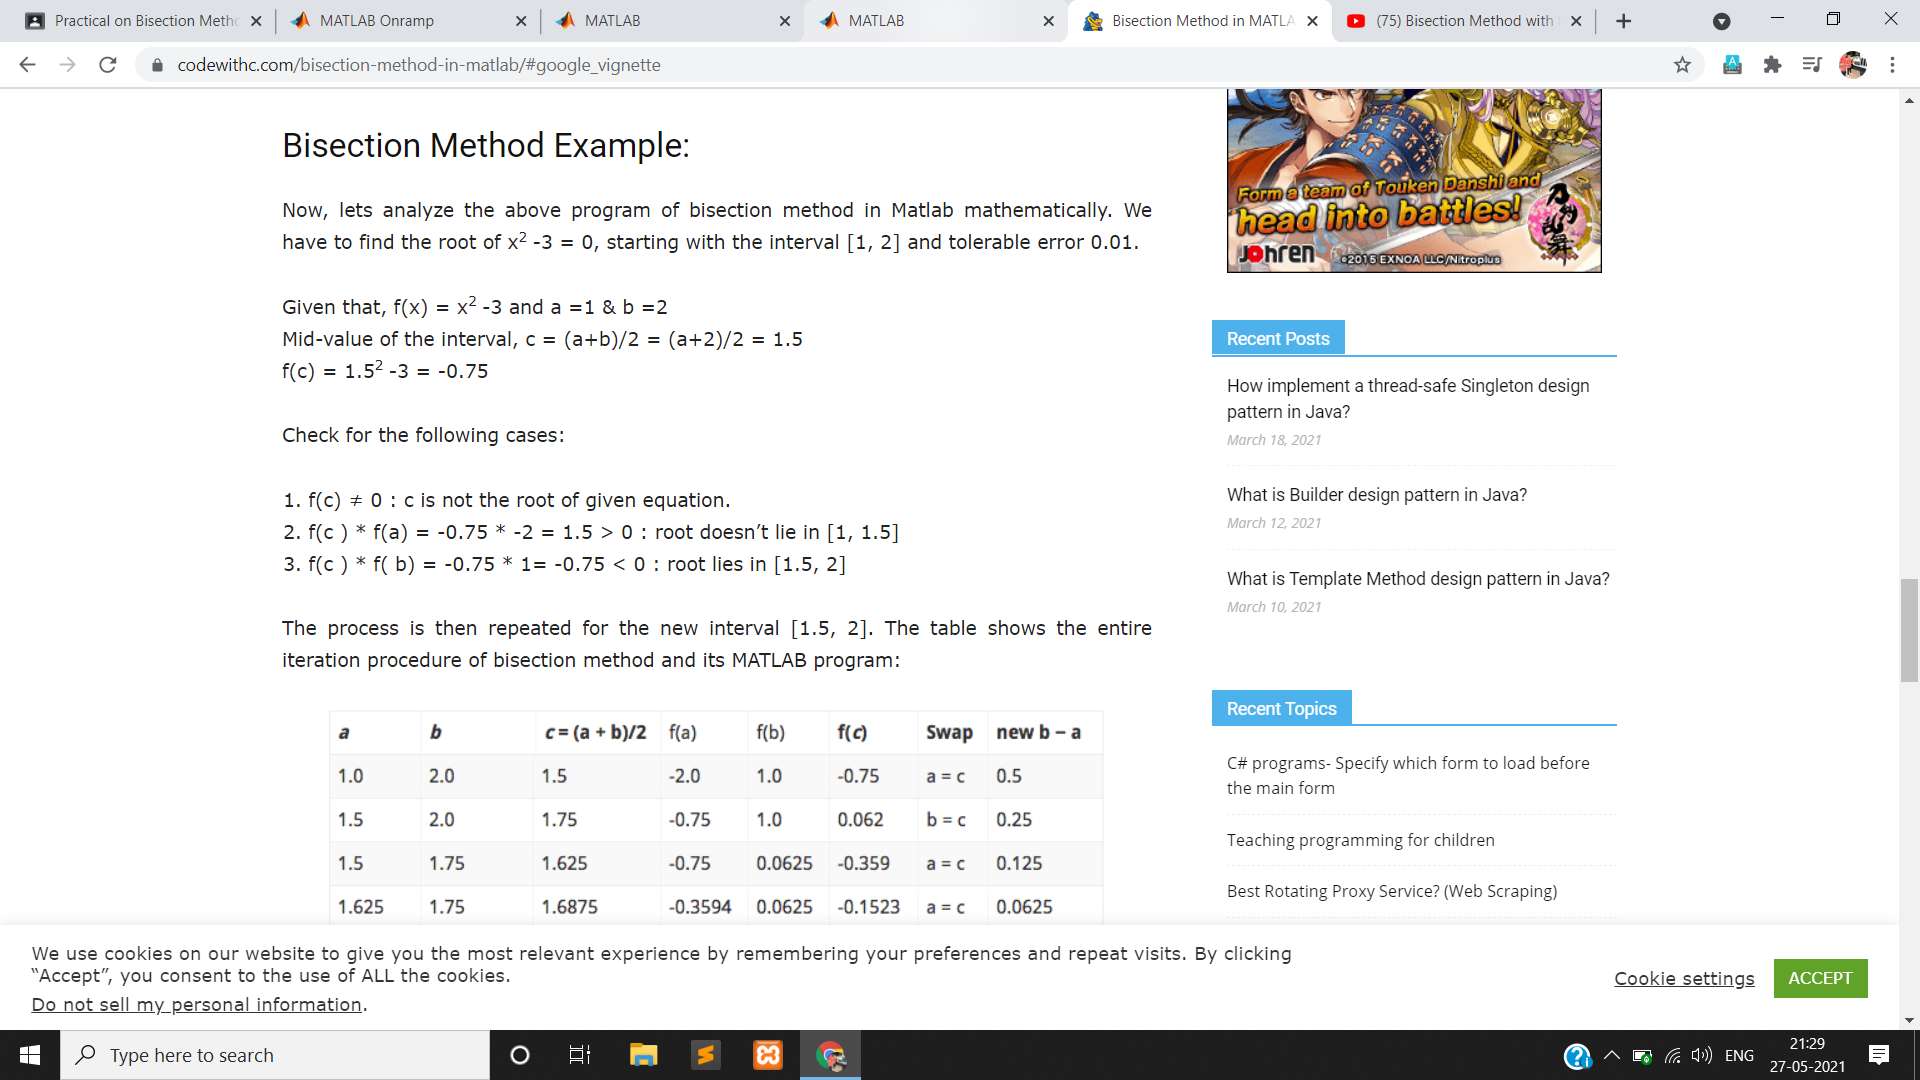 Practical on Bisection Metho
MATLAB Onramp
MATLAB
MATLAB
Bisection Method in MATLA
(75) Bisection Method with
codewithc.com/bisection-method-in-matlab/#google_vignette
Bisection Method Example:
Now, lets analyze the above program of bisection method in Matlab mathematically. We
have to find the root of x² -3 = 0, starting with the interval [1, 2] and tolerable error 0.01.
Given that, f(x) = x² -3 and a =1 & b =2
Mid-value of the interval, c = (a+b)/2 = (a+2)/2 = 1.5
f(c) = 1.5² -3 = -0.75
Check for the following cases:
1. f(c) ≠ 0 : c is not the root of given equation.
2. f(c ) * f(a) = -0.75 * -2 = 1.5 > 0 : root doesn’t lie in [1, 1.5]
3. f(c ) * f( b) = -0.75 * 1= -0.75 < 0 : root lies in [1.5, 2]
The process is then repeated for the new interval [1.5, 2]. The table shows the entire
iteration procedure of bisection method and its MATLAB program:
a b c = (a + b)/2 f(a) f(b) f(c) Swap new b – a
1.0 2.0 1.5 -2.0 1.0 -0.75 a = c 0.5
1.5 2.0 1.75 -0.75 1.0 0.062 b = c 0.25
1.5 1.75 1.625 -0.75 0.0625 -0.359 a = c 0.125
1.625 1.75 1.6875 -0.3594 0.0625 -0.1523 a = c 0.0625
Form a team of Touken Danshi and
head into battles!
Johren
©2015 EXNOA LLC/Nitroplus
刀剣乱舞
Recent Posts
How implement a thread-safe Singleton design
pattern in Java?
March 18, 2021
What is Builder design pattern in Java?
March 12, 2021
What is Template Method design pattern in Java?
March 10, 2021
Recent Topics
C# programs- Specify which form to load before
the main form
Teaching programming for children
Best Rotating Proxy Service? (Web Scraping)
We use cookies on our website to give you the most relevant experience by remembering your preferences and repeat visits. By clicking
“Accept”, you consent to the use of ALL the cookies.
Do not sell my personal information.
Cookie settings
ACCEPT
Type here to search
ENG
21:29
27-05-2021